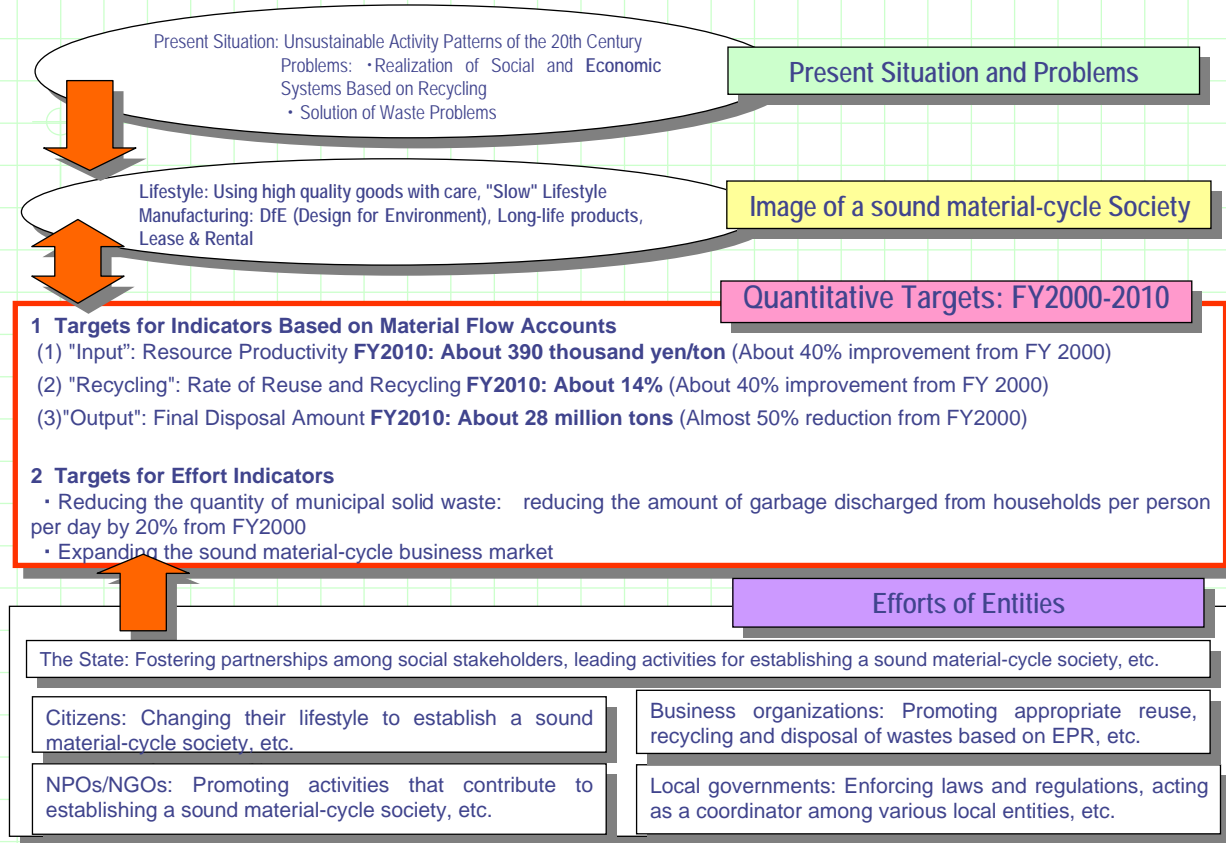 Present Situation: Unsustainable Activity Patterns of the 20th Century
Problems: ・Realization of Social and Economic
Systems Based on Recycling
・ Solution of Waste Problems
Present Situation and Problems
Lifestyle: Using high quality goods with care, "Slow" Lifestyle
Manufacturing: DfE (Design for Environment), Long-life products,
Lease & Rental
Image of a sound material-cycle Society
Quantitative Targets: FY2000-2010
1 Targets for Indicators Based on Material Flow Accounts
(1) "Input”: Resource Productivity FY2010: About 390 thousand yen/ton (About 40% improvement from FY 2000)
(2) "Recycling": Rate of Reuse and Recycling FY2010: About 14% (About 40% improvement from FY 2000)
(3)"Output": Final Disposal Amount FY2010: About 28 million tons (Almost 50% reduction from FY2000)
2 Targets for Effort Indicators
・Reducing the quantity of municipal solid waste: reducing the amount of garbage discharged from households per person
per day by 20% from FY2000
・Expanding the sound material-cycle business market
Efforts of Entities
The State: Fostering partnerships among social stakeholders, leading activities for establishing a sound material-cycle society, etc.
Citizens: Changing their lifestyle to establish a sound
material-cycle society, etc.
Business organizations: Promoting appropriate reuse,
recycling and disposal of wastes based on EPR, etc.
NPOs/NGOs: Promoting activities that contribute to
establishing a sound material-cycle society, etc.
Local governments: Enforcing laws and regulations, acting
as a coordinator among various local entities, etc.